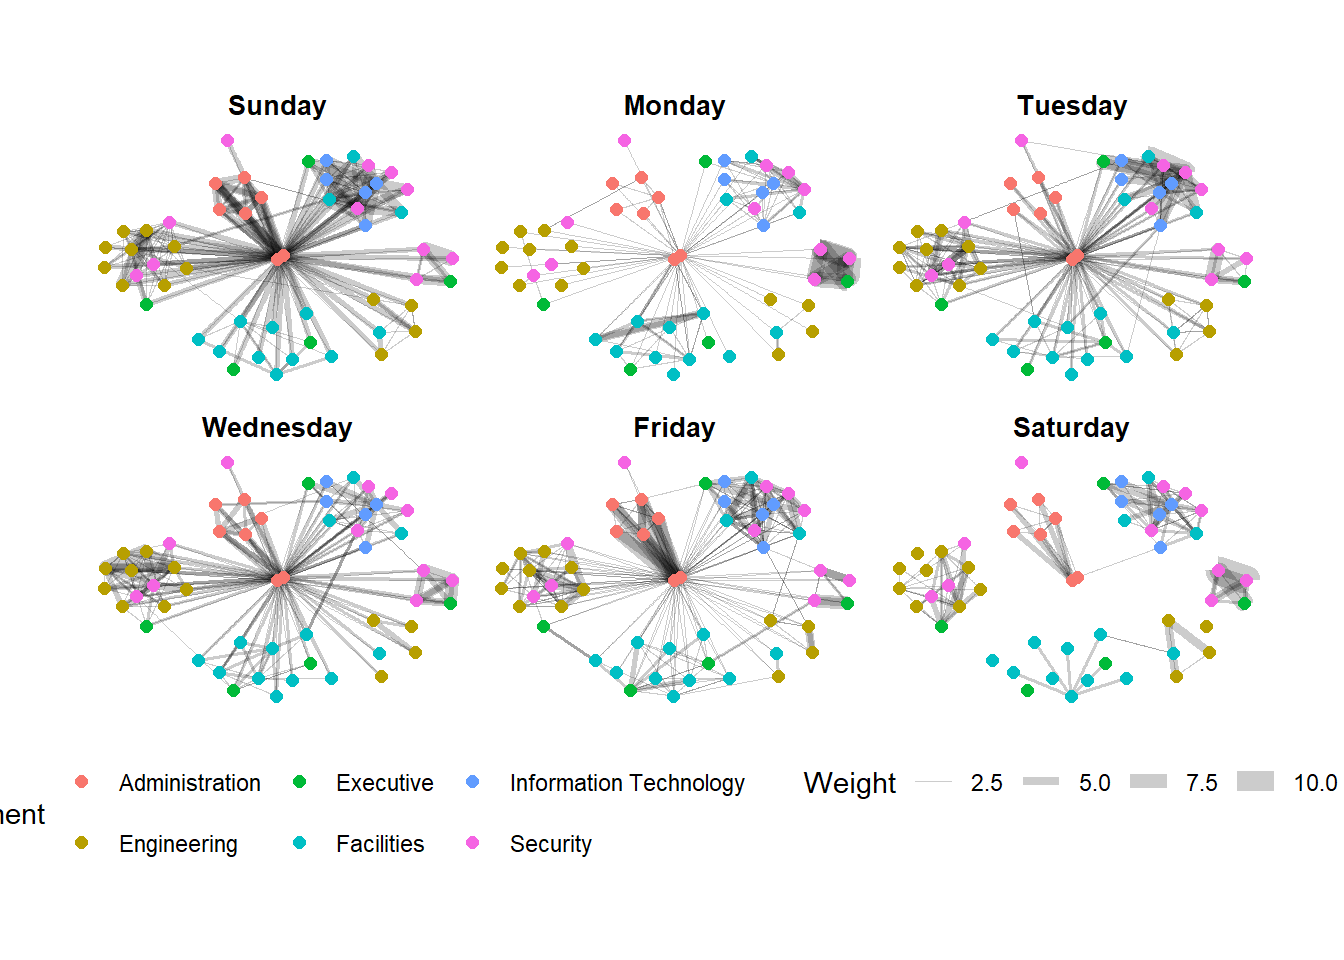 Sunday Monday Tuesday
Wednesday Friday Saturday
Administration Executive Information Technology Weight 2.5 5.0 7.5 10.0
Engineering Facilities Security